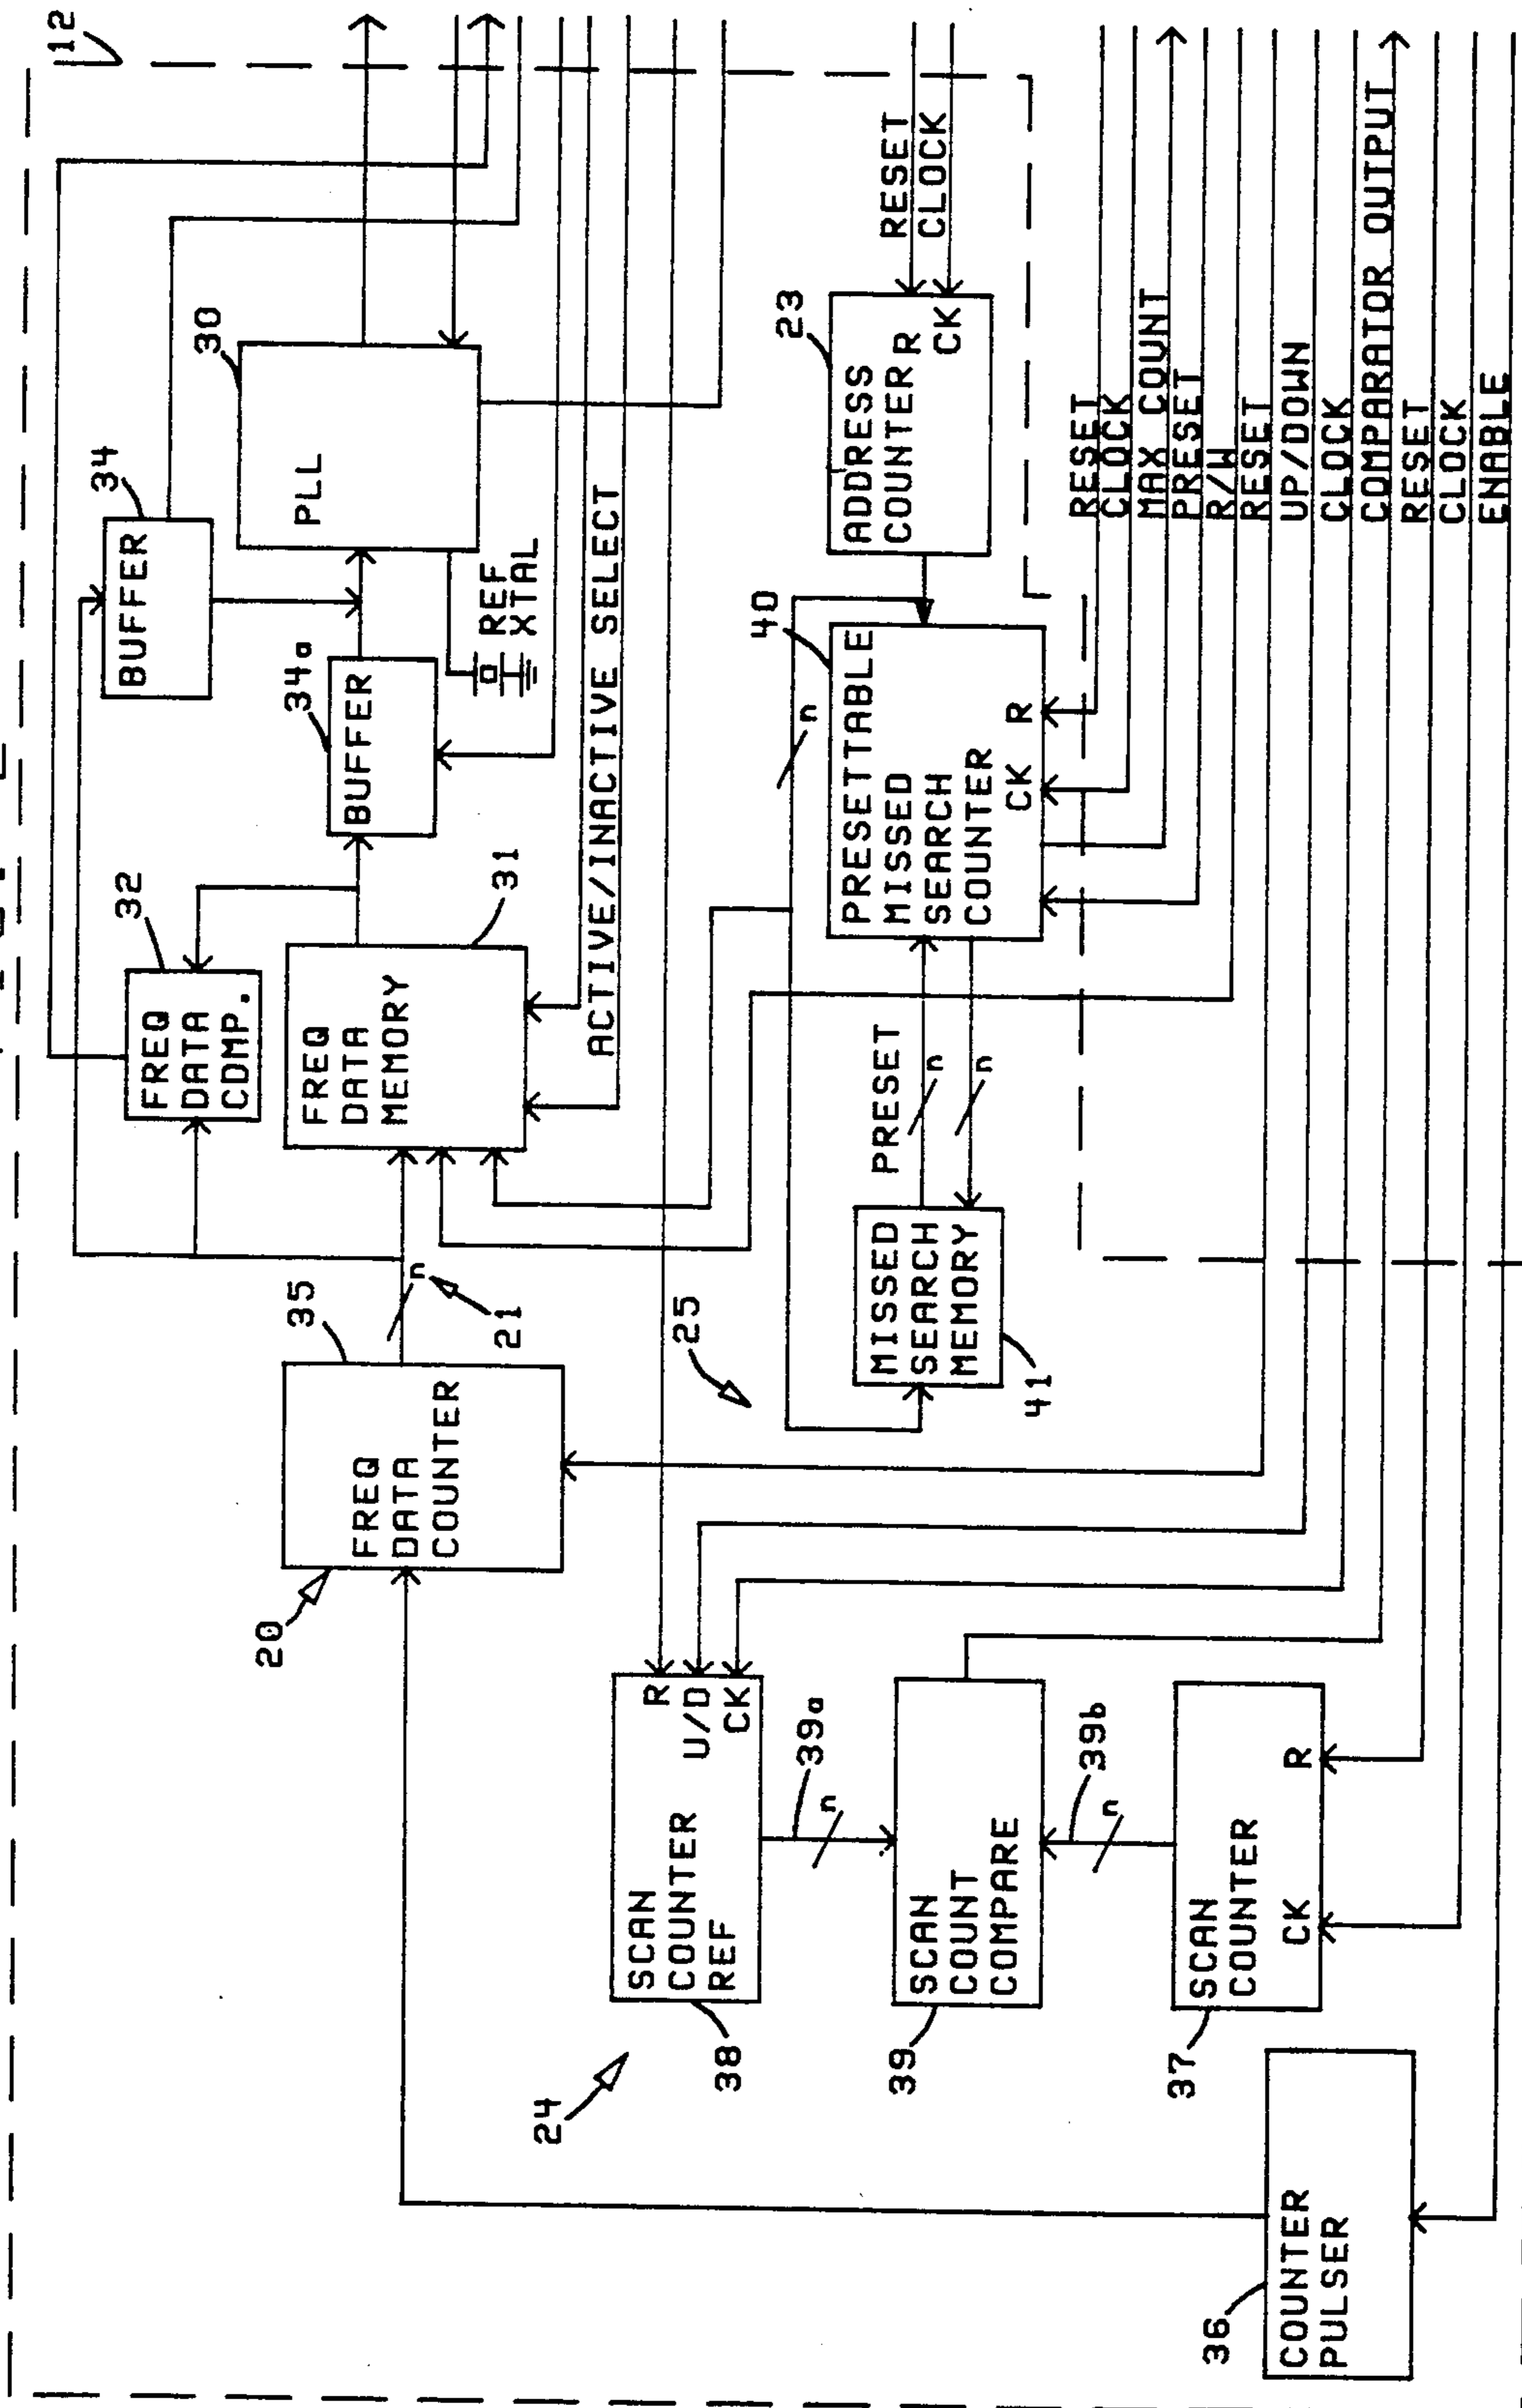 12
BUFFER
34
PLL
30
34a
BUFFER
REF
XTAL
32
FREQ
DATA
COMP.
FREQ
DATA
MEMORY
31
ACTIVE/INACTIVE SELECT
35
n
21
20
FREQ
DATA
COUNTER
RESET
CLOCK
23
ADDRESS
COUNTER
R
CK
40
PRESETTABLE
MISSED
SEARCH
COUNTER
CK
R
n
PRESET
n
n
MISSED
SEARCH
MEMORY
41
25
SCAN
COUNTER
REF
R
U/D
CK
38
24
39a
n
SCAN
COUNT
COMPARE
39
39b
n
SCAN
COUNTER
CK
R
37
36
COUNTER
PULSER
RESET
CLOCK
MAX COUNT
PRESET
R/W
RESET
UP/DOWN
CLOCK
COMPARATOR OUTPUT
RESET
CLOCK
ENABLE